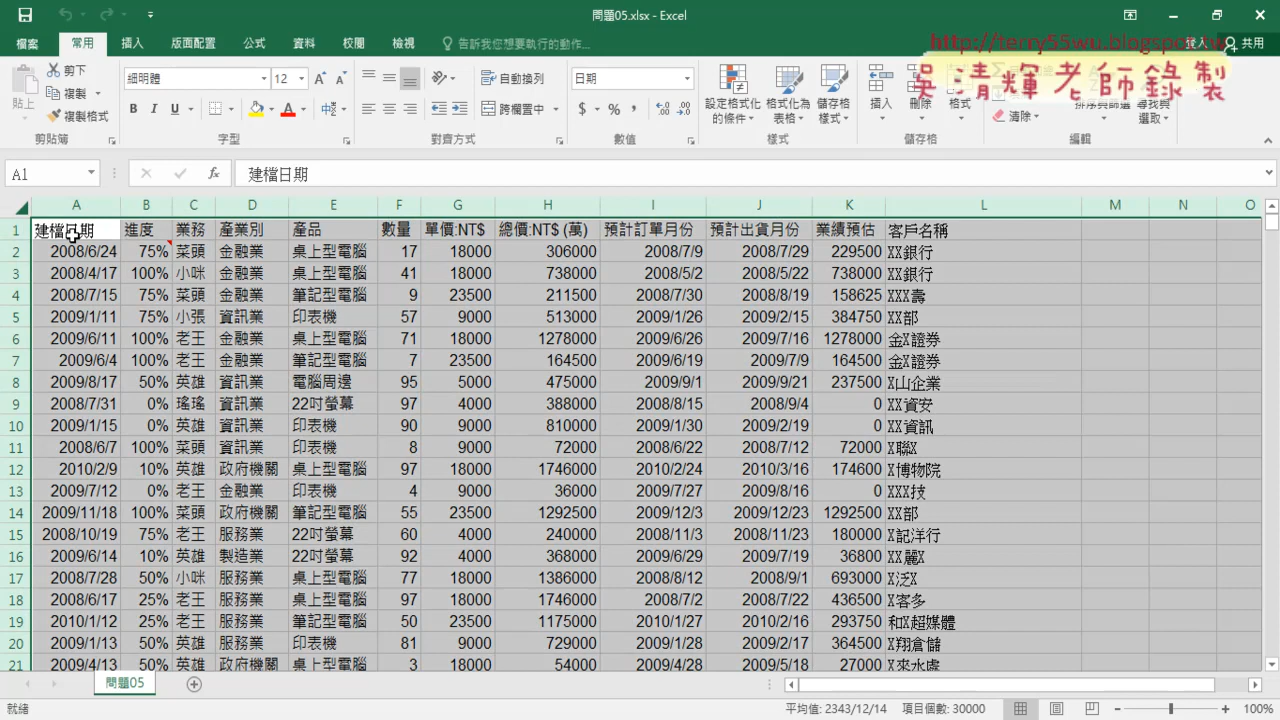 問題05.xlsx - Excel
http://terry55wu.blogspot.tw
吳清輝老師錄製
檔案 常用 插入 版面配置 公式 資料 校閱 檢視 告訴我您想要執行的動作... 登入 共用
貼上 剪下 複製 複製格式 剪貼簿
細明體 12 B I U 字型
自動換列 跨欄置中 對齊方式
日期 $ % 數值
設定格式化的條件 格式化為表格 儲存格樣式 樣式
插入 刪除 格式 儲存格
清除 排序與篩選 尋找與選取 編輯
A1 fx 建檔日期
A B C D E F G H I J K L M N O
1 建檔日期 進度 業務 產業別 產品 數量 單價:NT$ 總價:NT$ (萬) 預計訂單月份 預計出貨月份 業績預估 客戶名稱
2 2008/6/24 75% 菜頭 金融業 桌上型電腦 17 18000 306000 2008/7/9 2008/7/29 229500 XX銀行
3 2008/4/17 100% 小咪 金融業 桌上型電腦 41 18000 738000 2008/5/2 2008/5/22 738000 XX銀行
4 2008/7/15 75% 菜頭 金融業 筆記型電腦 9 23500 211500 2008/7/30 2008/8/19 158625 XXX壽
5 2009/1/11 75% 小張 資訊業 印表機 57 9000 513000 2009/1/26 2009/2/15 384750 XX部
6 2009/6/11 100% 老王 金融業 桌上型電腦 71 18000 1278000 2009/6/26 2009/7/16 1278000 金X證券
7 2009/6/4 100% 老王 金融業 筆記型電腦 7 23500 164500 2009/6/19 2009/7/9 164500 金X證券
8 2009/8/17 50% 英雄 資訊業 電腦周邊 95 5000 475000 2009/9/1 2009/9/21 237500 X山企業
9 2008/7/31 0% 瑤瑤 資訊業 22吋螢幕 97 4000 388000 2008/8/15 2008/9/4 0 XX資安
10 2009/1/15 0% 英雄 資訊業 印表機 90 9000 810000 2009/1/30 2009/2/19 0 XX資訊
11 2008/6/7 100% 菜頭 資訊業 印表機 8 9000 72000 2008/6/22 2008/7/12 72000 X聯X
12 2010/2/9 10% 英雄 政府機關 桌上型電腦 97 18000 1746000 2010/2/24 2010/3/16 174600 X博物院
13 2009/7/12 0% 老王 金融業 印表機 4 9000 36000 2009/7/27 2009/8/16 0 XXX技
14 2009/11/18 100% 菜頭 政府機關 筆記型電腦 55 23500 1292500 2009/12/3 2009/12/23 1292500 XX部
15 2008/10/19 75% 老王 服務業 22吋螢幕 60 4000 240000 2008/11/3 2008/11/23 180000 X記洋行
16 2009/6/14 10% 英雄 製造業 22吋螢幕 92 4000 368000 2009/6/29 2009/7/19 36800 XX麗X
17 2008/7/28 50% 小咪 服務業 桌上型電腦 77 18000 1386000 2008/8/12 2008/9/1 693000 X泛X
18 2008/6/17 25% 老王 服務業 桌上型電腦 97 18000 1746000 2008/7/2 2008/7/22 436500 X客多
19 2010/1/12 25% 老王 服務業 筆記型電腦 50 23500 1175000 2010/1/27 2010/2/16 293750 和X超媒體
20 2009/1/13 50% 英雄 服務業 印表機 81 9000 729000 2009/1/28 2009/2/17 364500 X翔倉儲
21 2009/4/13 50% 英雄 政府機關 桌上型電腦 3 18000 54000 2009/4/28 2009/5/18 27000 X來水處
問題05
就緒 平均值: 2343/12/14 項目個數: 30000 100%